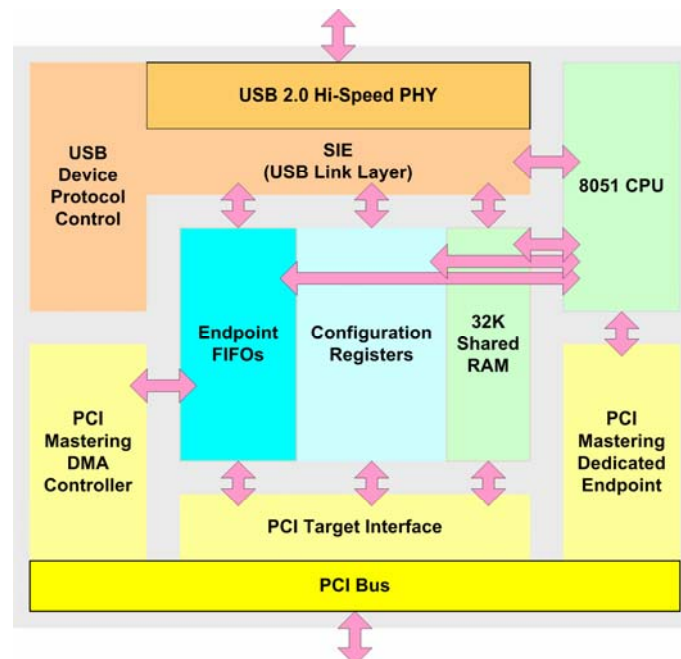 USB 2.0 Hi-Speed PHY
USB
Device
Protocol
Control
SIE
(USB Link Layer)
8051 CPU
Endpoint
FIFOs
Configuration
Registers
32K
Shared
RAM
PCI
Mastering
DMA
Controller
PCI
Mastering
Dedicated
Endpoint
PCI Target Interface
PCI Bus